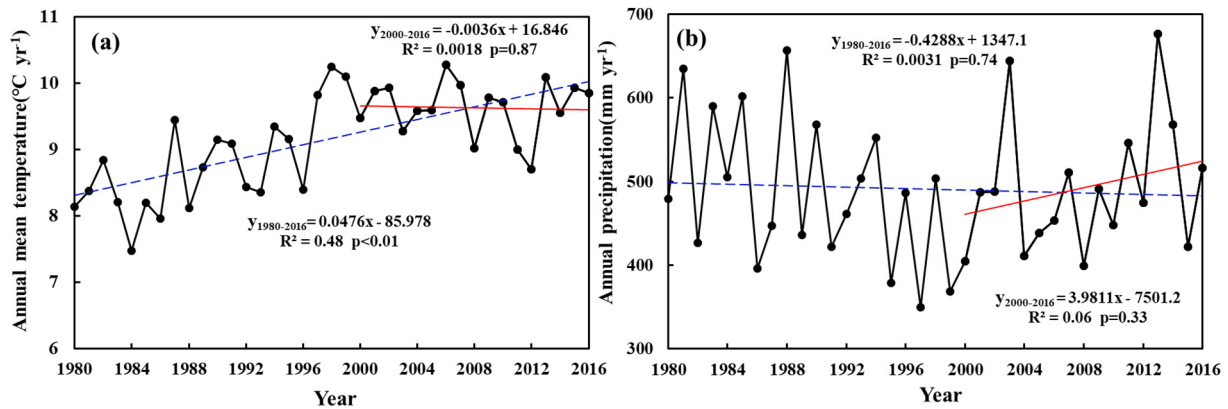 (a)
y2000-2016=-0.0036x + 16.846
R² = 0.0018 p=0.87
y1980-2016=0.0476x - 85.978
R² = 0.48 p<0.01
Annual mean temperature(°C yr-1)
11
10
9
8
7
6
1980 1984 1988 1992 1996 2000 2004 2008 2012 2016
Year
(b)
y1980-2016=-0.4288x + 1347.1
R² = 0.0031 p=0.74
y2000-2016=3.9811x - 7501.2
R² = 0.06 p=0.33
Annual precipitation(mm yr-1)
700
600
500
400
300
1980 1984 1988 1992 1996 2000 2004 2008 2012 2016
Year